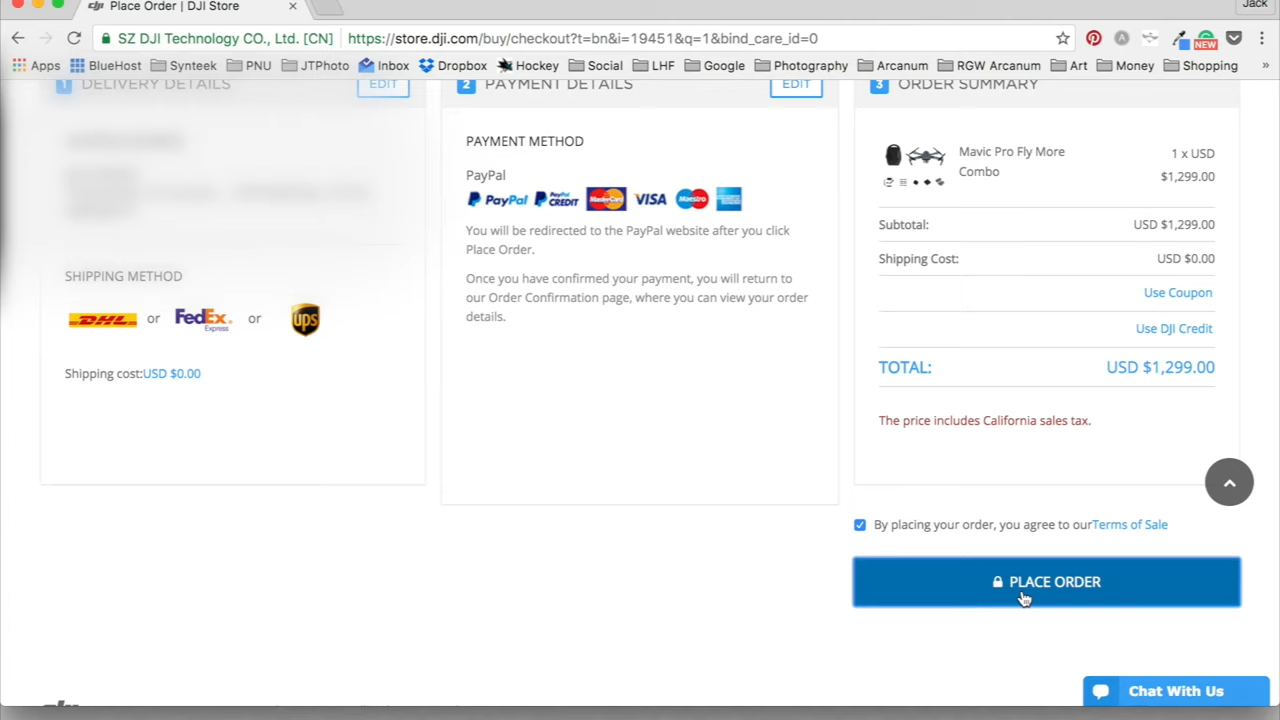 Place Order | DJI Store
Jack
SZ DJI Technology CO., Ltd. [CN]
https://store.dji.com/buy/checkout?t=bn&i=19451&q=1&bind_care_id=0
NEW
Apps BlueHost Synteek PNU JTPhoto Inbox Dropbox Hockey Social LHF Google Photography Arcanum RGW Arcanum Art Money Shopping »
1 DELIVERY DETAILS EDIT
SHIPPING METHOD
DHL or FedEx Express or ups
Shipping cost:USD $0.00
2 PAYMENT DETAILS EDIT
PAYMENT METHOD
PayPal
PayPal PayPal CREDIT MasterCard VISA Maestro
You will be redirected to the PayPal website after you click
Place Order.
Once you have confirmed your payment, you will return to
our Order Confirmation page, where you can view your order
details.
3 ORDER SUMMARY
Mavic Pro Fly More 1 x USD
Combo $1,299.00
Subtotal: USD $1,299.00
Shipping Cost: USD $0.00
Use Coupon
Use DJI Credit
TOTAL: USD $1,299.00
The price includes California sales tax.
By placing your order, you agree to ourTerms of Sale
PLACE ORDER
Chat With Us